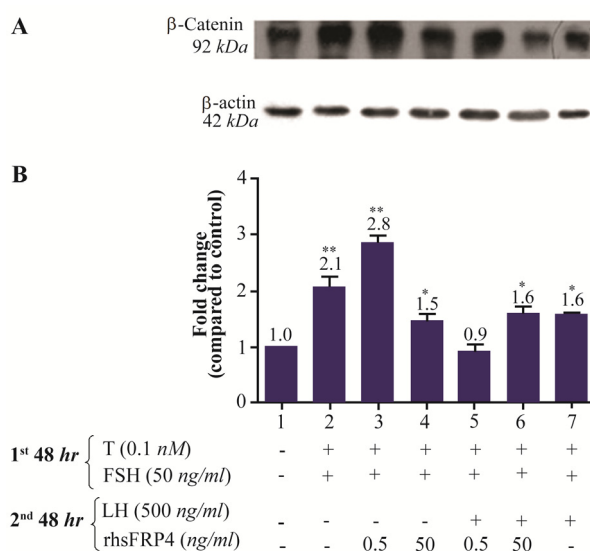 A
β-Catenin
92 kDa
β-actin
42 kDa
B
Fold change
(compared to control)
4
3
2
1
0
1.0
**
2.1
**
2.8
*
1.5
0.9
*
1.6
*
1.6
1 2 3 4 5 6 7
1st 48 hr
T (0.1 nM) - + + + + + +
FSH (50 ng/ml) - + + + + + +
2nd 48 hr
LH (500 ng/ml) - - - - + + +
rhsFRP4 (ng/ml) - - 0.5 50 0.5 50 -